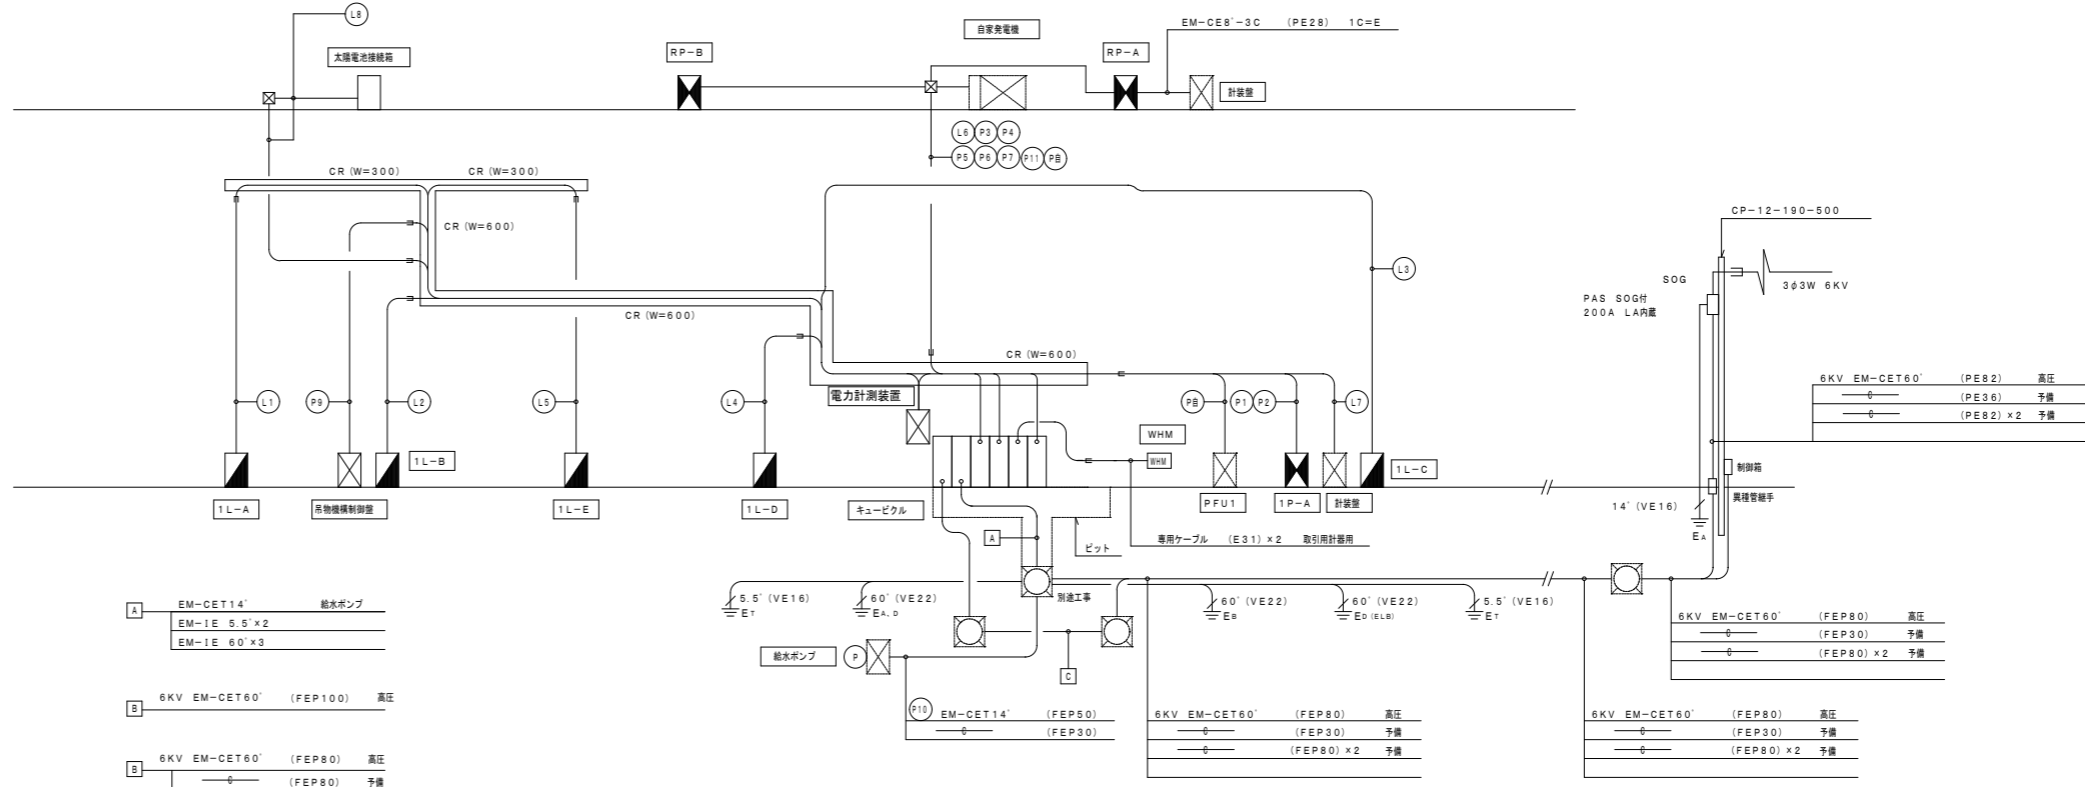 L8
太陽電池接続箱
RP-B
自家発電機
RP-A
EM-CE8゜-3C (PE28) 1C=E
計装盤
L6 P3 P4
P5 P6 P7 P11 P自
CR (W=300) CR (W=300)
CR (W=600)
CR (W=600)
CR (W=600)
L3
CP-12-190-500
SOG
3φ3W 6KV
PAS SOG付
200A LA内蔵
6KV EM-CET60゜ (PE82) 高圧
(PE36) 予備
(PE82)×2 予備
L1
P9
L2
L5
L4
電力計測装置
P自
P1 P2
L7
WHM
WHM
1L-B
1L-C
制御箱
異種管継手
1L-A
吊物機構制御盤
1L-E
1L-D
キュービクル
PFU1
1P-A
計装盤
14゜(VE16)
EA
A
ピット
専用ケーブル (E31)×2 取引用計器用
別途工事
5.5゜(VE16)
ET
60゜(VE22)
EA.D
60゜(VE22)
EB
60゜(VE22)
ED(ELB)
5.5゜(VE16)
ET
A
EM-CET14゜ 給水ポンプ
EM-IE 5.5゜×2
EM-IE 60゜×3
給水ポンプ
P
C
6KV EM-CET60゜ (FEP80) 高圧
(FEP30) 予備
(FEP80)×2 予備
B
6KV EM-CET60゜ (FEP100) 高圧
P10
EM-CET14゜ (FEP50)
(FEP30)
6KV EM-CET60゜ (FEP80) 高圧
(FEP30) 予備
(FEP80)×2 予備
6KV EM-CET60゜ (FEP80) 高圧
(FEP30) 予備
(FEP80)×2 予備
B
6KV EM-CET60゜ (FEP80) 高圧
(FEP80) 予備